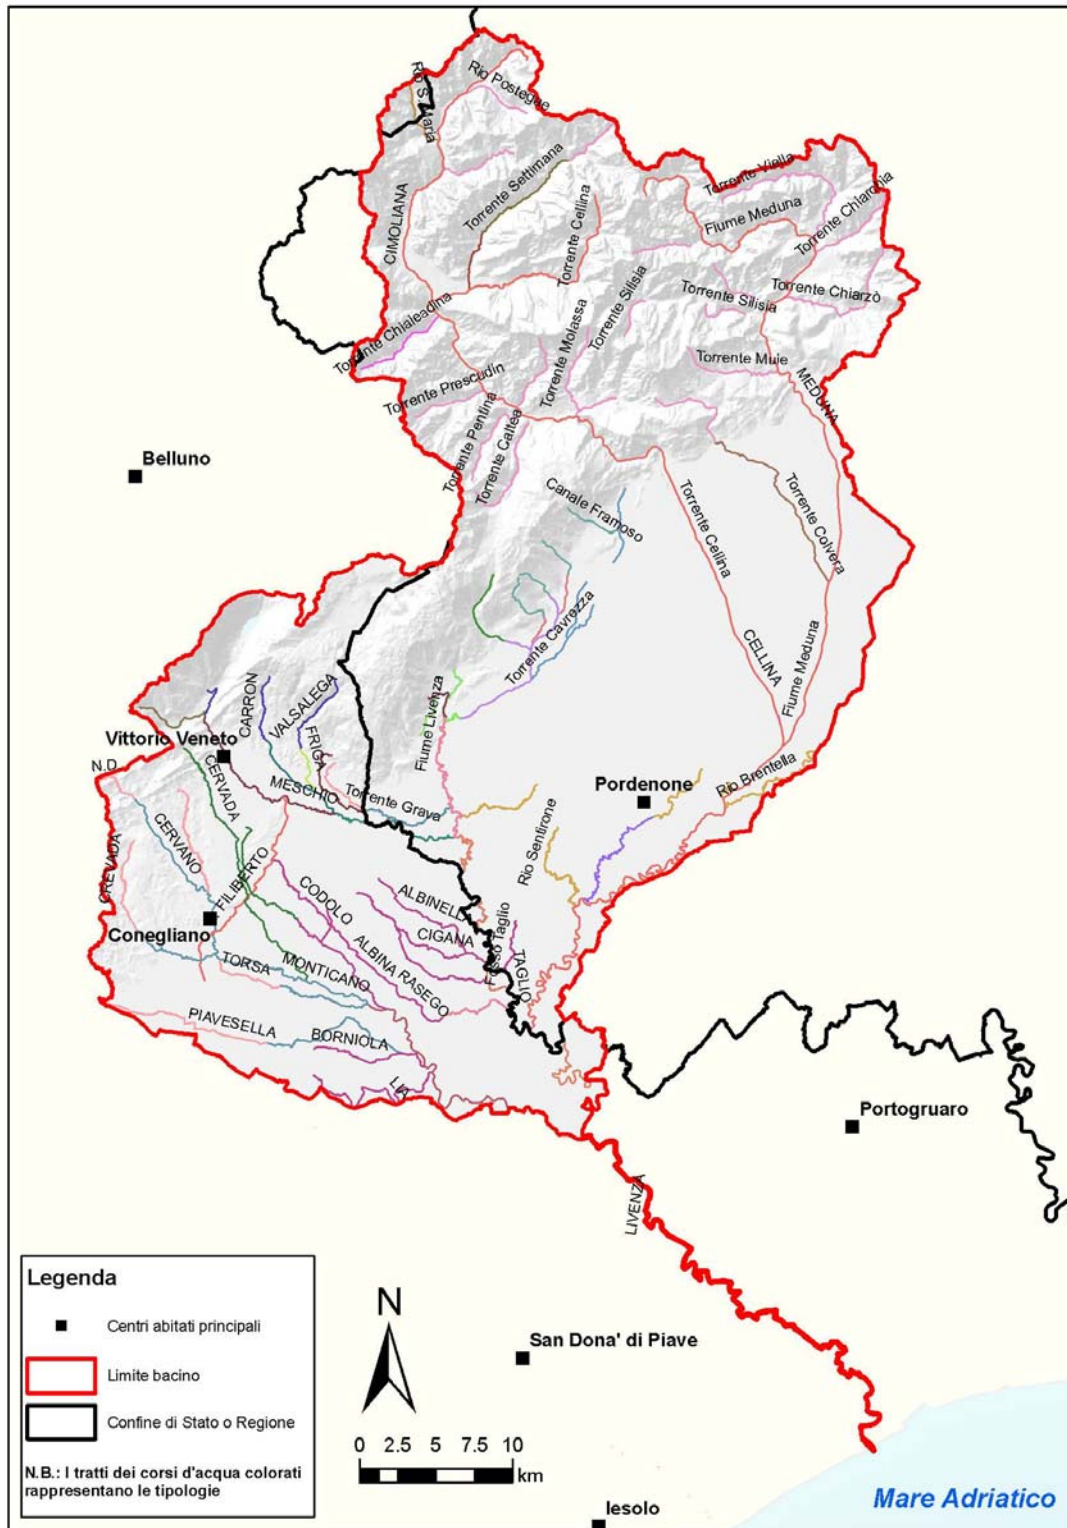 Rio Postegae
Rio S. Maria
Torrente Settimana
CIMOLIANA
Torrente Cellina
Torrente Viella
Fiume Meduna
Torrente Chiarchia
Torrente Silisia
Torrente Silisia
Torrente Chiarzò
Torrente Chialeadina
Torrente Molassa
Torrente Muie
Torrente Prescudin
MEDUNA
Torrente Pentina
Torrente Caltea
Belluno
Canale Framoso
Torrente Cellina
Torrente Colvera
Torrente Cavrezza
CELLINA
Fiume Meduna
CARRON
VALSALEGA
Fiume Livenza
FRIGA
Vittorio Veneto
N.D.
CERVADA
MESCHIO
Torrente Grava
Pordenone
Rio Brentella
CREVADA
CERVANO
FILIBERTO
Rio Sentirone
CODOLO
ALBINELLA
CIGANA
Fosso Taglio
TAGLIO
Conegliano
TORSA
MONTICANO
ALBINA RASEGO
PIAVESELLA
BORNIOLA
LIA
Portogruaro
LIVENZA
Legenda
Centri abitati principali
Limite bacino
Confine di Stato o Regione
N.B.: I tratti dei corsi d'acqua colorati
rappresentano le tipologie
N
0 2.5 5 7.5 10
km
San Dona' di Piave
Iesolo
Mare Adriatico